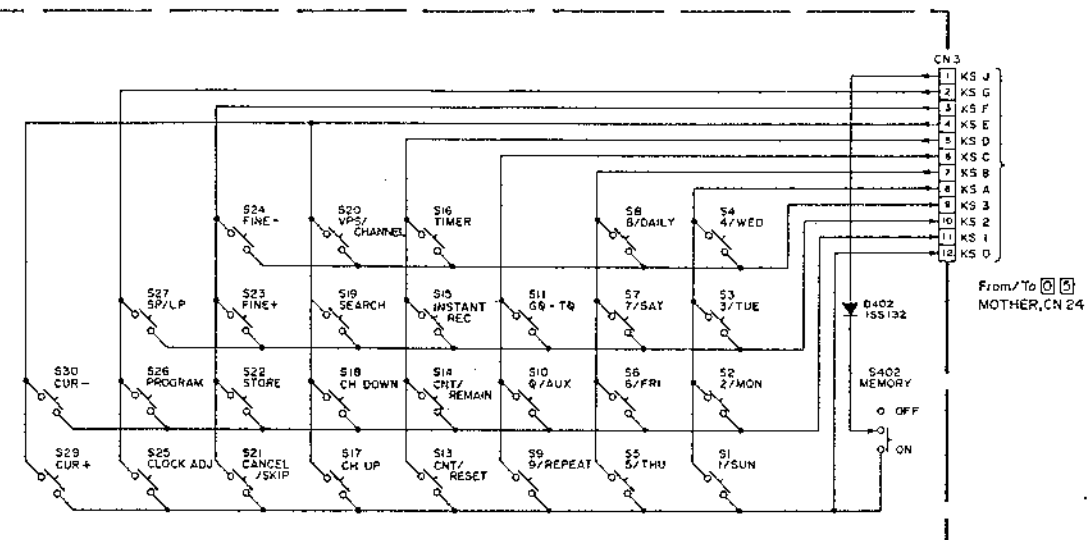 CN3
1 KS J
2 KS G
3 KS F
4 KS E
5 KS D
6 KS C
7 KS B
8 KS A
9 KS 3
10 KS 2
11 KS 1
12 KS 0
From/To 0 5
MOTHER, CN 24
S24
FINE-
S20
VPS/
CHANNEL
S16
TIMER
S8
8/DAILY
S4
4/WED
S27
SP/LP
S23
FINE+
S19
SEARCH
S15
INSTANT
REC
S11
S7
7/SAT
S3
3/TUE
D402
1SS132
S30
CUR-
S26
PROGRAM
S22
STORE
S18
CH DOWN
S14
CNT/
REMAIN
S10
0/AUX
S6
6/FRI
S2
2/MON
S402
MEMORY
OFF
ON
S29
CUR+
S25
CLOCK ADJ
S21
CANCEL
/SKIP
S17
CH UP
S13
CNT/
RESET
S9
9/REPEAT
S5
5/THU
S1
1/SUN